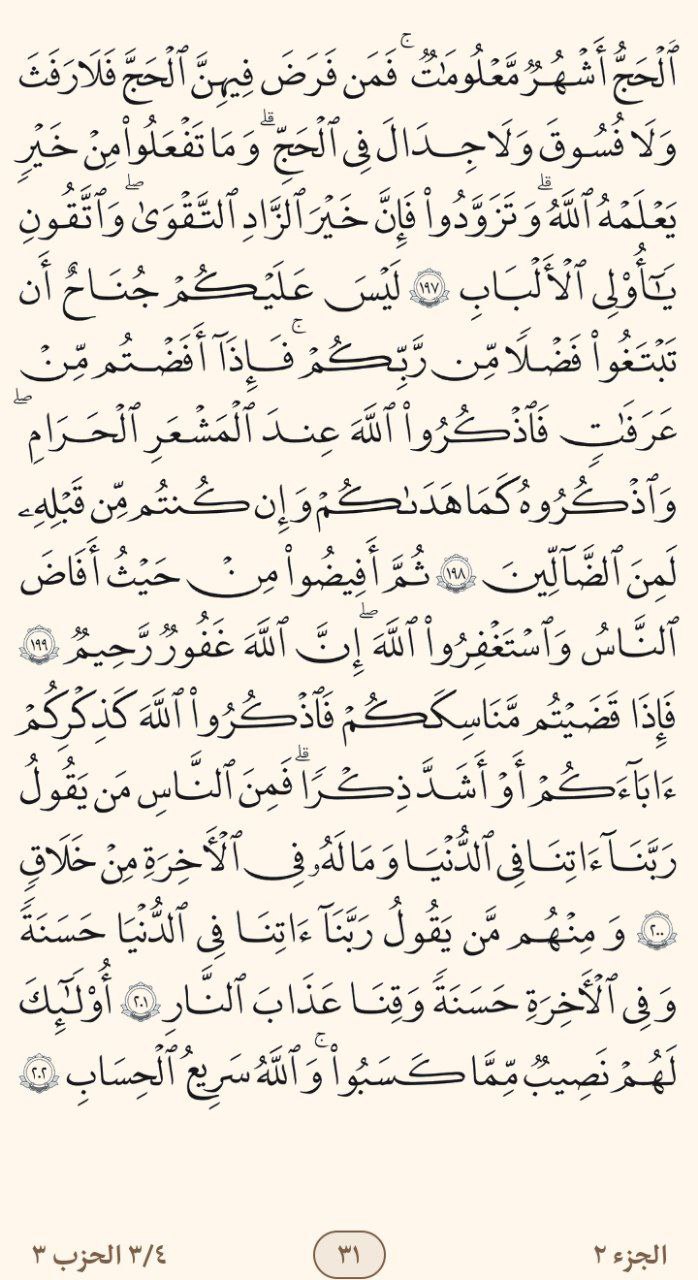 ٱلْحَجُّ أَشْهُرٌ مَّعْلُومَٰتٌ ۚ فَمَن فَرَضَ فِيهِنَّ ٱلْحَجَّ فَلَا رَفَثَ
وَلَا فُسُوقَ وَلَا جِدَالَ فِى ٱلْحَجِّ ۗ وَمَا تَفْعَلُوا۟ مِنْ خَيْرٍ
يَعْلَمْهُ ٱللَّهُ ۗ وَتَزَوَّدُوا۟ فَإِنَّ خَيْرَ ٱلزَّادِ ٱلتَّقْوَىٰ ۖ وَٱتَّقُونِ
يَـٰٓأُو۟لِى ٱلْأَلْبَـٰبِ ١٩٧ لَيْسَ عَلَيْكُمْ جُنَاحٌ أَن
تَبْتَغُوا۟ فَضْلًا مِّن رَّبِّكُمْ ۚ فَإِذَآ أَفَضْتُم مِّنْ
عَرَفَـٰتٍ فَٱذْكُرُوا۟ ٱللَّهَ عِندَ ٱلْمَشْعَرِ ٱلْحَرَامِ ۖ
وَٱذْكُرُوهُ كَمَا هَدَىٰكُمْ وَإِن كُنتُم مِّن قَبْلِهِۦ
لَمِنَ ٱلضَّآلِّينَ ١٩٨ ثُمَّ أَفِيضُوا۟ مِنْ حَيْثُ أَفَاضَ
ٱلنَّاسُ وَٱسْتَغْفِرُوا۟ ٱللَّهَ ۖ إِنَّ ٱللَّهَ غَفُورٌ رَّحِيمٌ ١٩٩
فَإِذَا قَضَيْتُم مَّنَـٰسِكَكُمْ فَٱذْكُرُوا۟ ٱللَّهَ كَذِكْرِكُمْ
ءَابَآءَكُمْ أَوْ أَشَدَّ ذِكْرًا ۗ فَمِنَ ٱلنَّاسِ مَن يَقُولُ
رَبَّنَآ ءَاتِنَا فِى ٱلدُّنْيَا وَمَا لَهُۥ فِى ٱلْـَٔاخِرَةِ مِنْ خَلَـٰقٍ
٢٠٠ وَمِنْهُم مَّن يَقُولُ رَبَّنَآ ءَاتِنَا فِى ٱلدُّنْيَا حَسَنَةً
وَفِى ٱلْـَٔاخِرَةِ حَسَنَةً وَقِنَا عَذَابَ ٱلنَّارِ ٢٠١ أُو۟لَـٰٓئِكَ
لَهُمْ نَصِيبٌ مِّمَّا كَسَبُوا۟ ۚ وَٱللَّهُ سَرِيعُ ٱلْحِسَابِ ٢٠٢
الجزء ٢ ٣١ ٣/٤ الحزب ٣